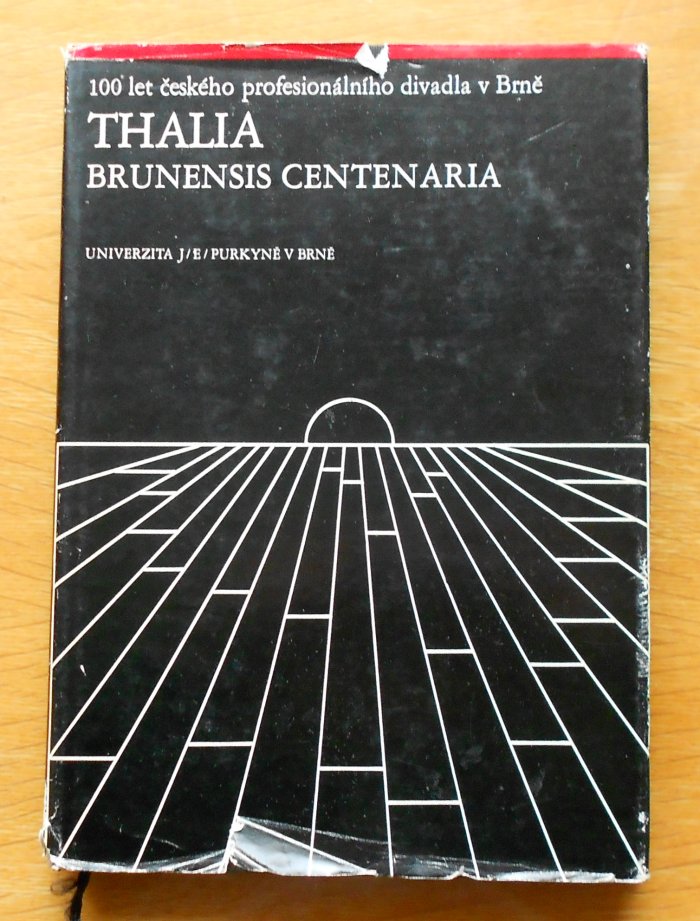 100 let českého profesionálního divadla v Brně
THALIA
BRUNENSIS CENTENARIA
UNIVERZITA J/E/PURKYNĚ V BRNĚ